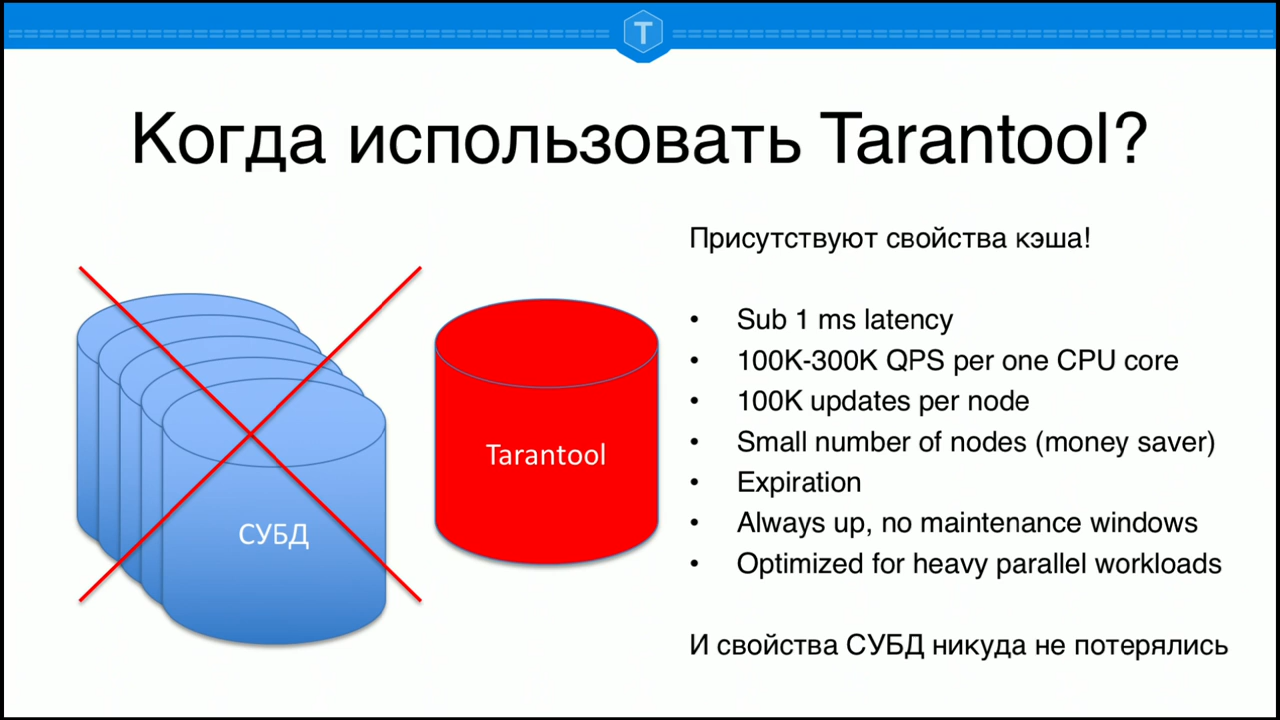 T
Когда использовать Tarantool?
Присутствуют свойства кэша!
• Sub 1 ms latency
• 100K-300K QPS per one CPU core
• 100K updates per node
• Small number of nodes (money saver)
• Expiration
• Always up, no maintenance windows
• Optimized for heavy parallel workloads
И свойства СУБД никуда не потерялись
СУБД
Tarantool